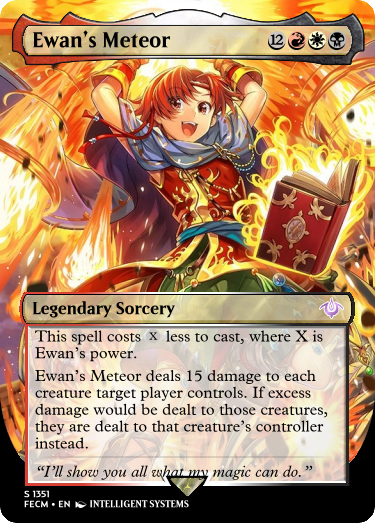 Ewan's Meteor 12
Legendary Sorcery
This spell costs X less to cast, where X is
Ewan's power.
Ewan's Meteor deals 15 damage to each
creature target player controls. If excess
damage would be dealt to those creatures,
they are dealt to that creature's controller
instead.
“I'll show you all what my magic can do.”
S 1351
FECM • EN INTELLIGENT SYSTEMS